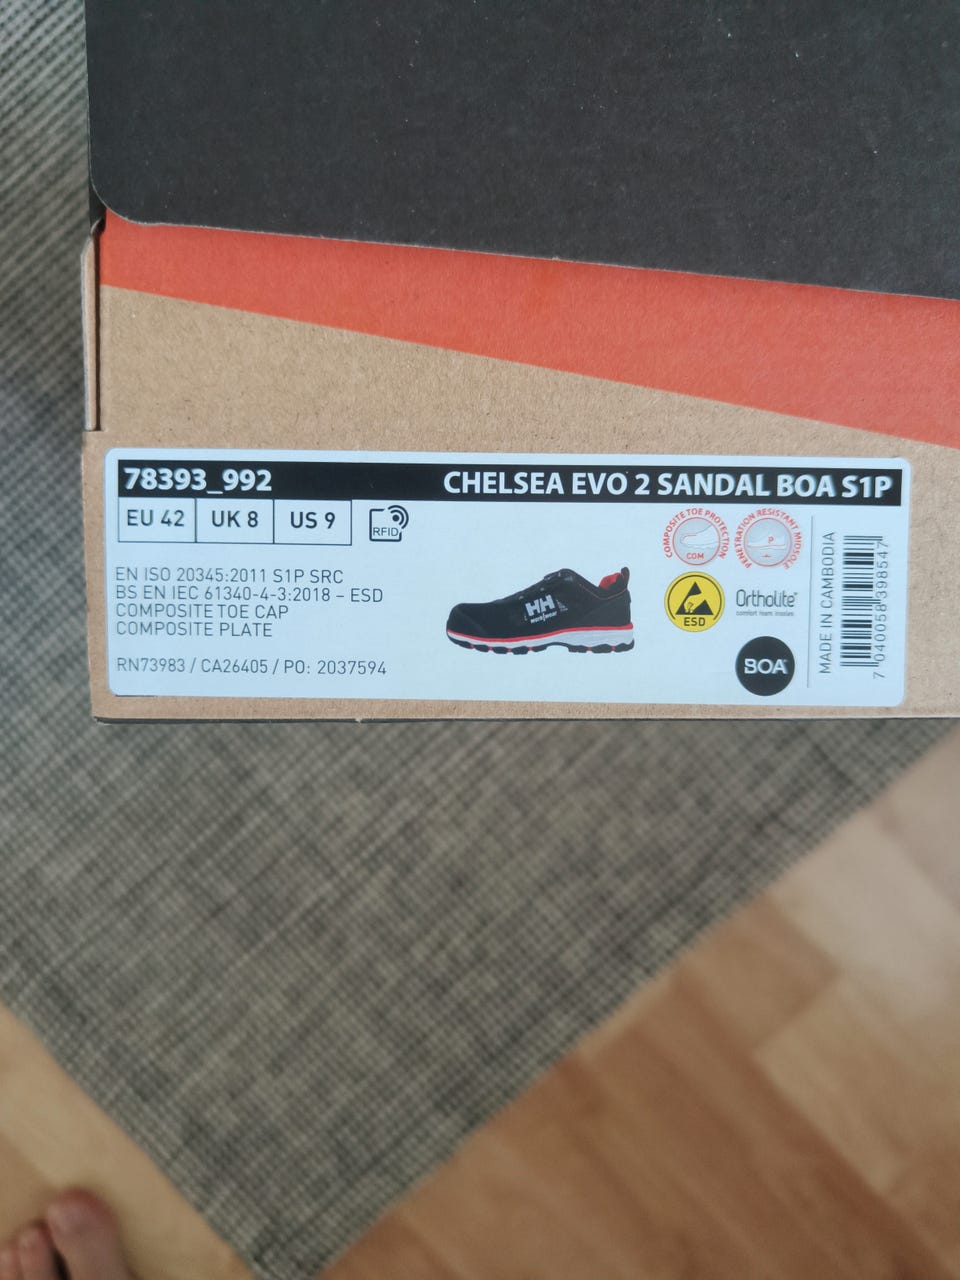 78393_992
CHELSEA EVO 2 SANDAL BOA S1P
EU 42
UK 8
US 9
RFID
EN ISO 20345:2011 S1P SRC
BS EN IEC 61340-4-3:2018 – ESD
COMPOSITE TOE CAP
COMPOSITE PLATE
RN73983 / CA26405 / PO: 2037594
HH
workwear
COMPOSITE TOE PROTECTION
COM
PENETRATION RESISTANT MIDSOLE
P
ESD
Ortholite
comfort foam insoles
BOA
MADE IN CAMBODIA
7 040058 398547